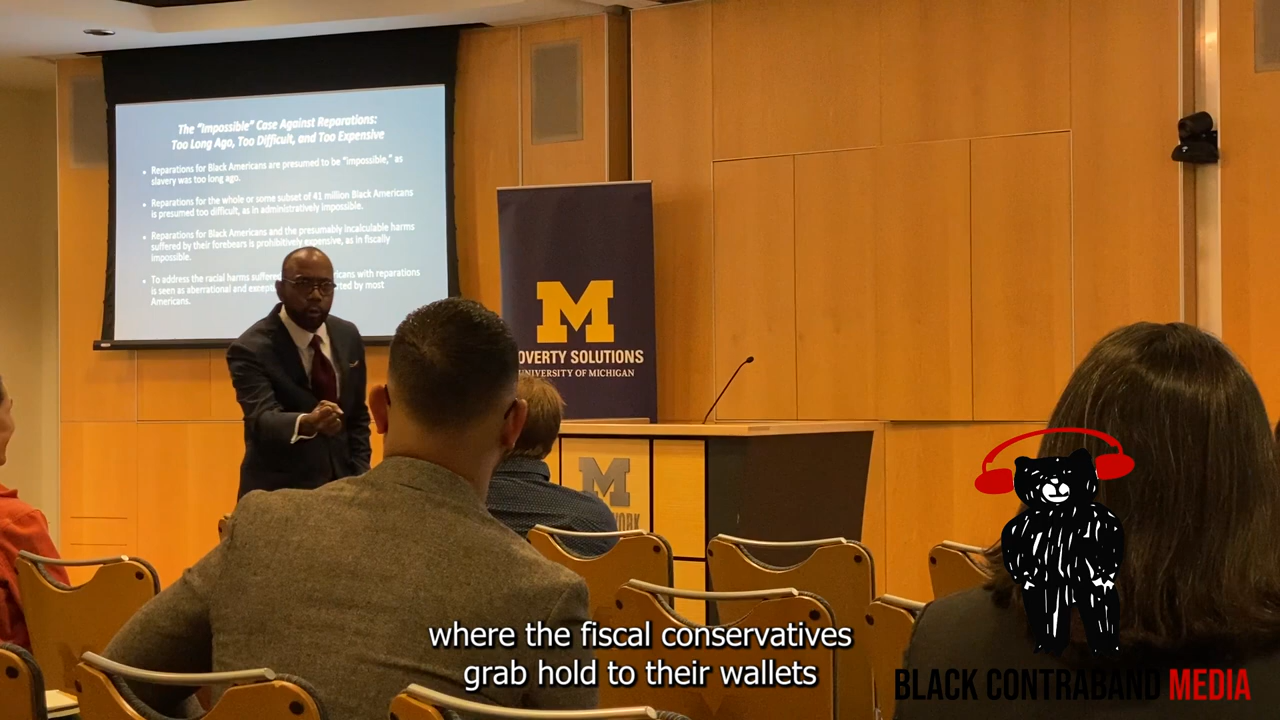 The "Impossible" Case Against Reparations:
Too Long Ago, Too Difficult, and Too Expensive
Reparations for Black Americans are presumed to be "impossible," as
slavery was too long ago.
Reparations for the whole or some subset of 41 million Black Americans
is presumed too difficult, as in administratively impossible.
Reparations for Black Americans and the presumably incalculable harms
suffered by their forebears is prohibitively expensive, as in fiscally
impossible.
To address the racial harms suffered with reparations
is seen as aberrational and by most
Americans.
M
OVERTY SOLUTIONS
UNIVERSITY OF MICHIGAN
M
where the fiscal conservatives
grab hold to their wallets
BLACK CONTRABAND MEDIA